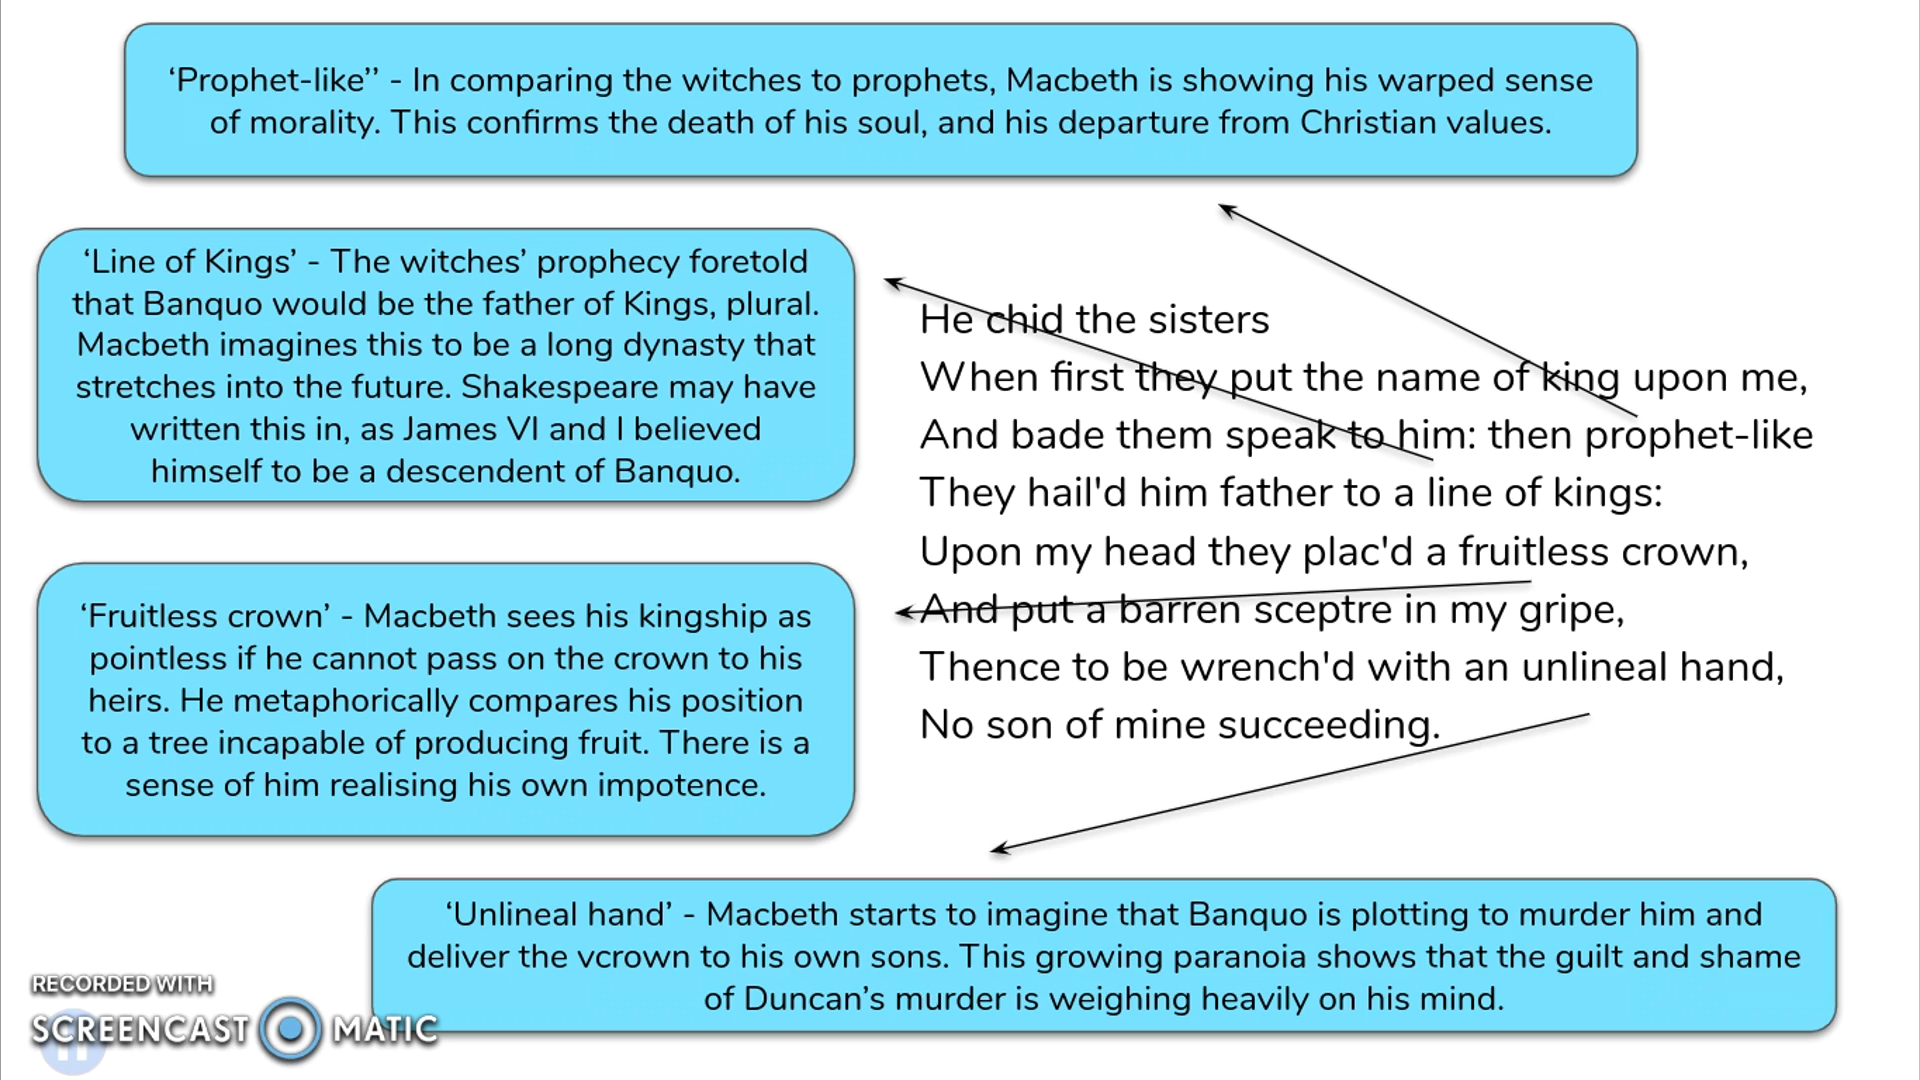 ‘Prophet-like’’ - In comparing the witches to prophets, Macbeth is showing his warped sense
of morality. This confirms the death of his soul, and his departure from Christian values.
‘Line of Kings’ - The witches’ prophecy foretold
that Banquo would be the father of Kings, plural.
Macbeth imagines this to be a long dynasty that
stretches into the future. Shakespeare may have
written this in, as James VI and I believed
himself to be a descendent of Banquo.
‘Fruitless crown’ - Macbeth sees his kingship as
pointless if he cannot pass on the crown to his
heirs. He metaphorically compares his position
to a tree incapable of producing fruit. There is a
sense of him realising his own impotence.
He chid the sisters
When first they put the name of king upon me,
And bade them speak to him: then prophet-like
They hail'd him father to a line of kings:
Upon my head they plac'd a fruitless crown,
And put a barren sceptre in my gripe,
Thence to be wrench'd with an unlineal hand,
No son of mine succeeding.
‘Unlineal hand’ - Macbeth starts to imagine that Banquo is plotting to murder him and
deliver the vcrown to his own sons. This growing paranoia shows that the guilt and shame
of Duncan’s murder is weighing heavily on his mind.
RECORDED WITH
SCREENCAST MATIC